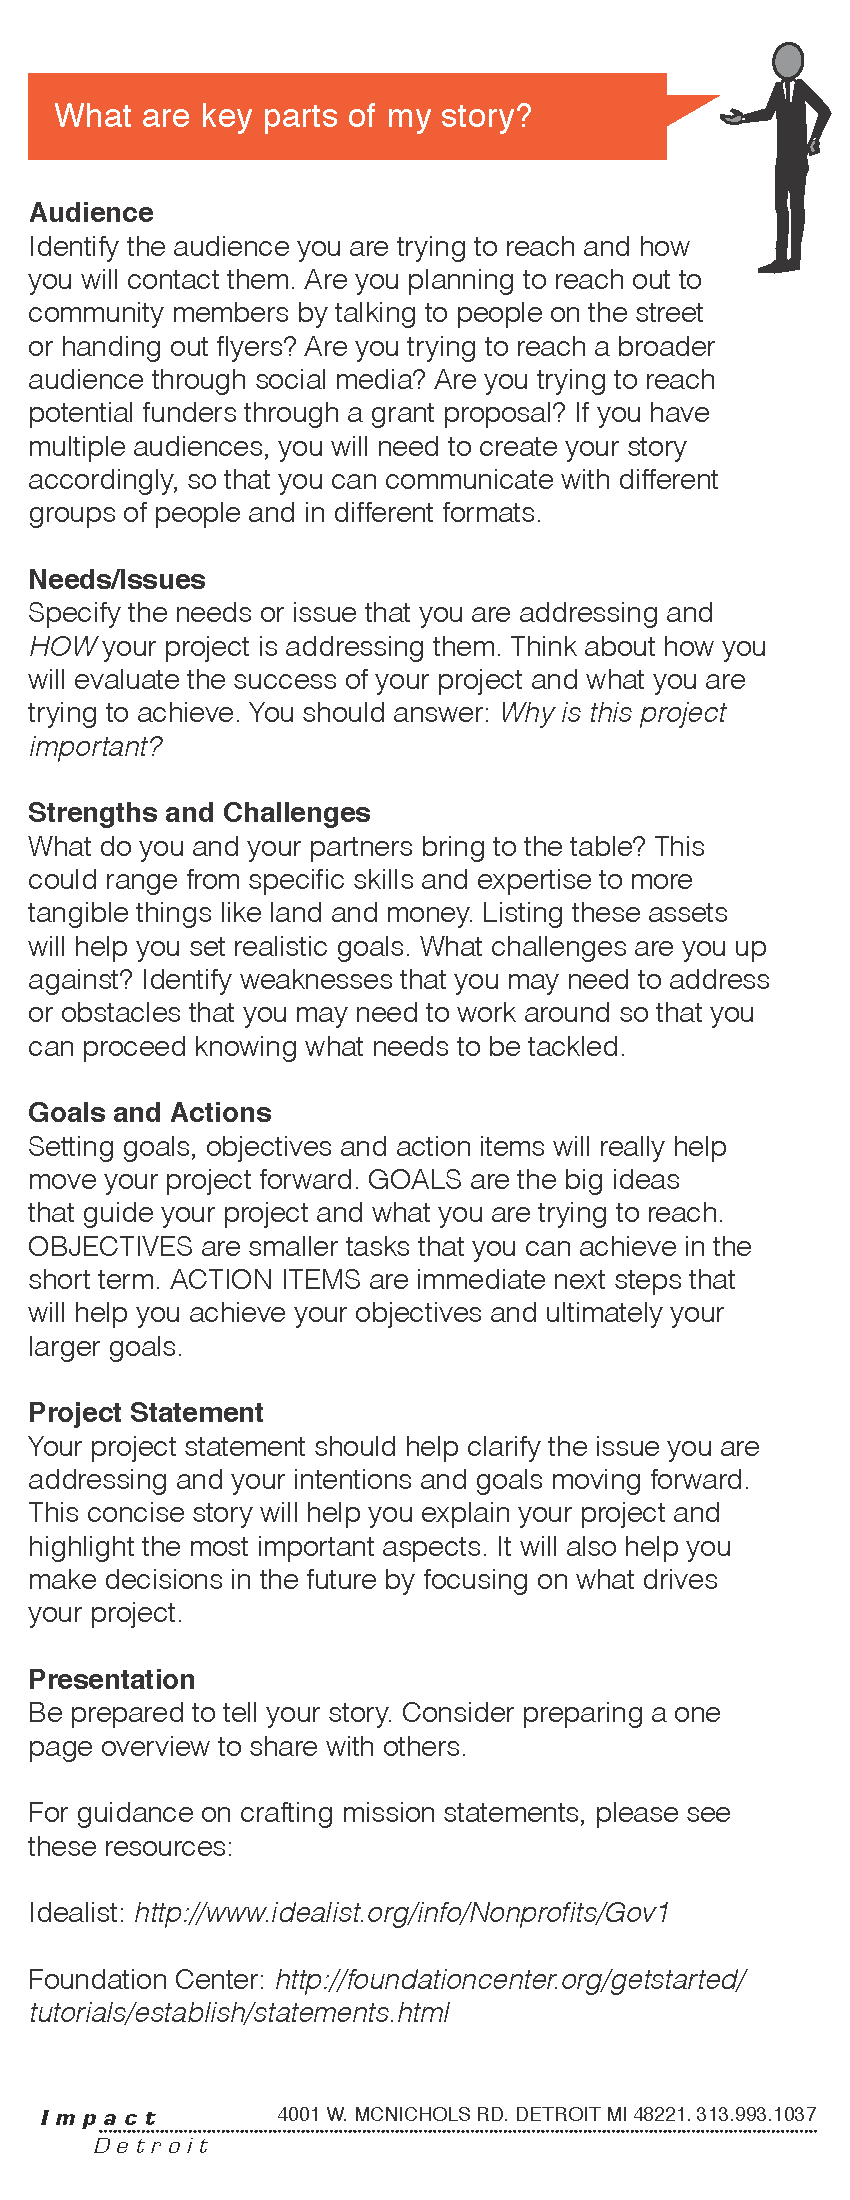 What are key parts of my story?
Audience
Identify the audience you are trying to reach and how
you will contact them. Are you planning to reach out to
community members by talking to people on the street
or handing out flyers? Are you trying to reach a broader
audience through social media? Are you trying to reach
potential funders through a grant proposal? If you have
multiple audiences, you will need to create your story
accordingly, so that you can communicate with different
groups of people and in different formats.
Needs/Issues
Specify the needs or issue that you are addressing and
HOW your project is addressing them. Think about how you
will evaluate the success of your project and what you are
trying to achieve. You should answer: Why is this project
important?
Strengths and Challenges
What do you and your partners bring to the table? This
could range from specific skills and expertise to more
tangible things like land and money. Listing these assets
will help you set realistic goals. What challenges are you up
against? Identify weaknesses that you may need to address
or obstacles that you may need to work around so that you
can proceed knowing what needs to be tackled.
Goals and Actions
Setting goals, objectives and action items will really help
move your project forward. GOALS are the big ideas
that guide your project and what you are trying to reach.
OBJECTIVES are smaller tasks that you can achieve in the
short term. ACTION ITEMS are immediate next steps that
will help you achieve your objectives and ultimately your
larger goals.
Project Statement
Your project statement should help clarify the issue you are
addressing and your intentions and goals moving forward.
This concise story will help you explain your project and
highlight the most important aspects. It will also help you
make decisions in the future by focusing on what drives
your project.
Presentation
Be prepared to tell your story. Consider preparing a one
page overview to share with others.
For guidance on crafting mission statements, please see
these resources:
Idealist: http://www.idealist.org/info/Nonprofits/Gov1
Foundation Center: http://foundationcenter.org/getstarted/
tutorials/establish/statements.html
Impact 4001 W. MCNICHOLS RD. DETROIT MI 48221. 313.993.1037
Detroit